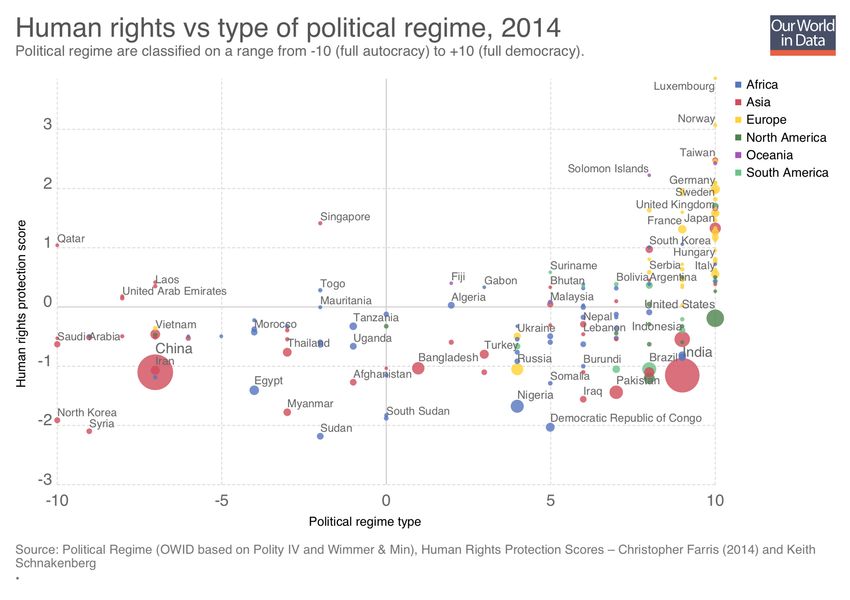 Human rights vs type of political regime, 2014
Political regime are classified on a range from -10 (full autocracy) to +10 (full democracy).
Our World
in Data
Africa
Asia
Europe
North America
Oceania
South America
Human rights protection score
3
2
1
0
-1
-2
-3
Luxembourg
Norway
Taiwan
Solomon Islands
Germany
Sweden
United Kingdom
Singapore
France Japan
Qatar
South Korea
Hungary
Suriname
Serbia Italy
Laos
Togo
Fiji
Gabon
Bhutan
Bolivia Argentina
United Arab Emirates
Mauritania
Algeria
Malaysia
United States
Vietnam
Morocco
Tanzania
Nepal
Saudi Arabia
Ukraine
Lebanon
Indonesia
China
Thailand
Uganda
Turkey
India
Iran
Bangladesh
Russia
Burundi
Brazil
Egypt
Afghanistan
Somalia
Pakistan
Iraq
Nigeria
North Korea
Myanmar
South Sudan
Syria
Sudan
Democratic Republic of Congo
-10
-5
0
5
10
Political regime type
Source: Political Regime (OWID based on Polity IV and Wimmer & Min), Human Rights Protection Scores – Christopher Farris (2014) and Keith
Schnakenberg